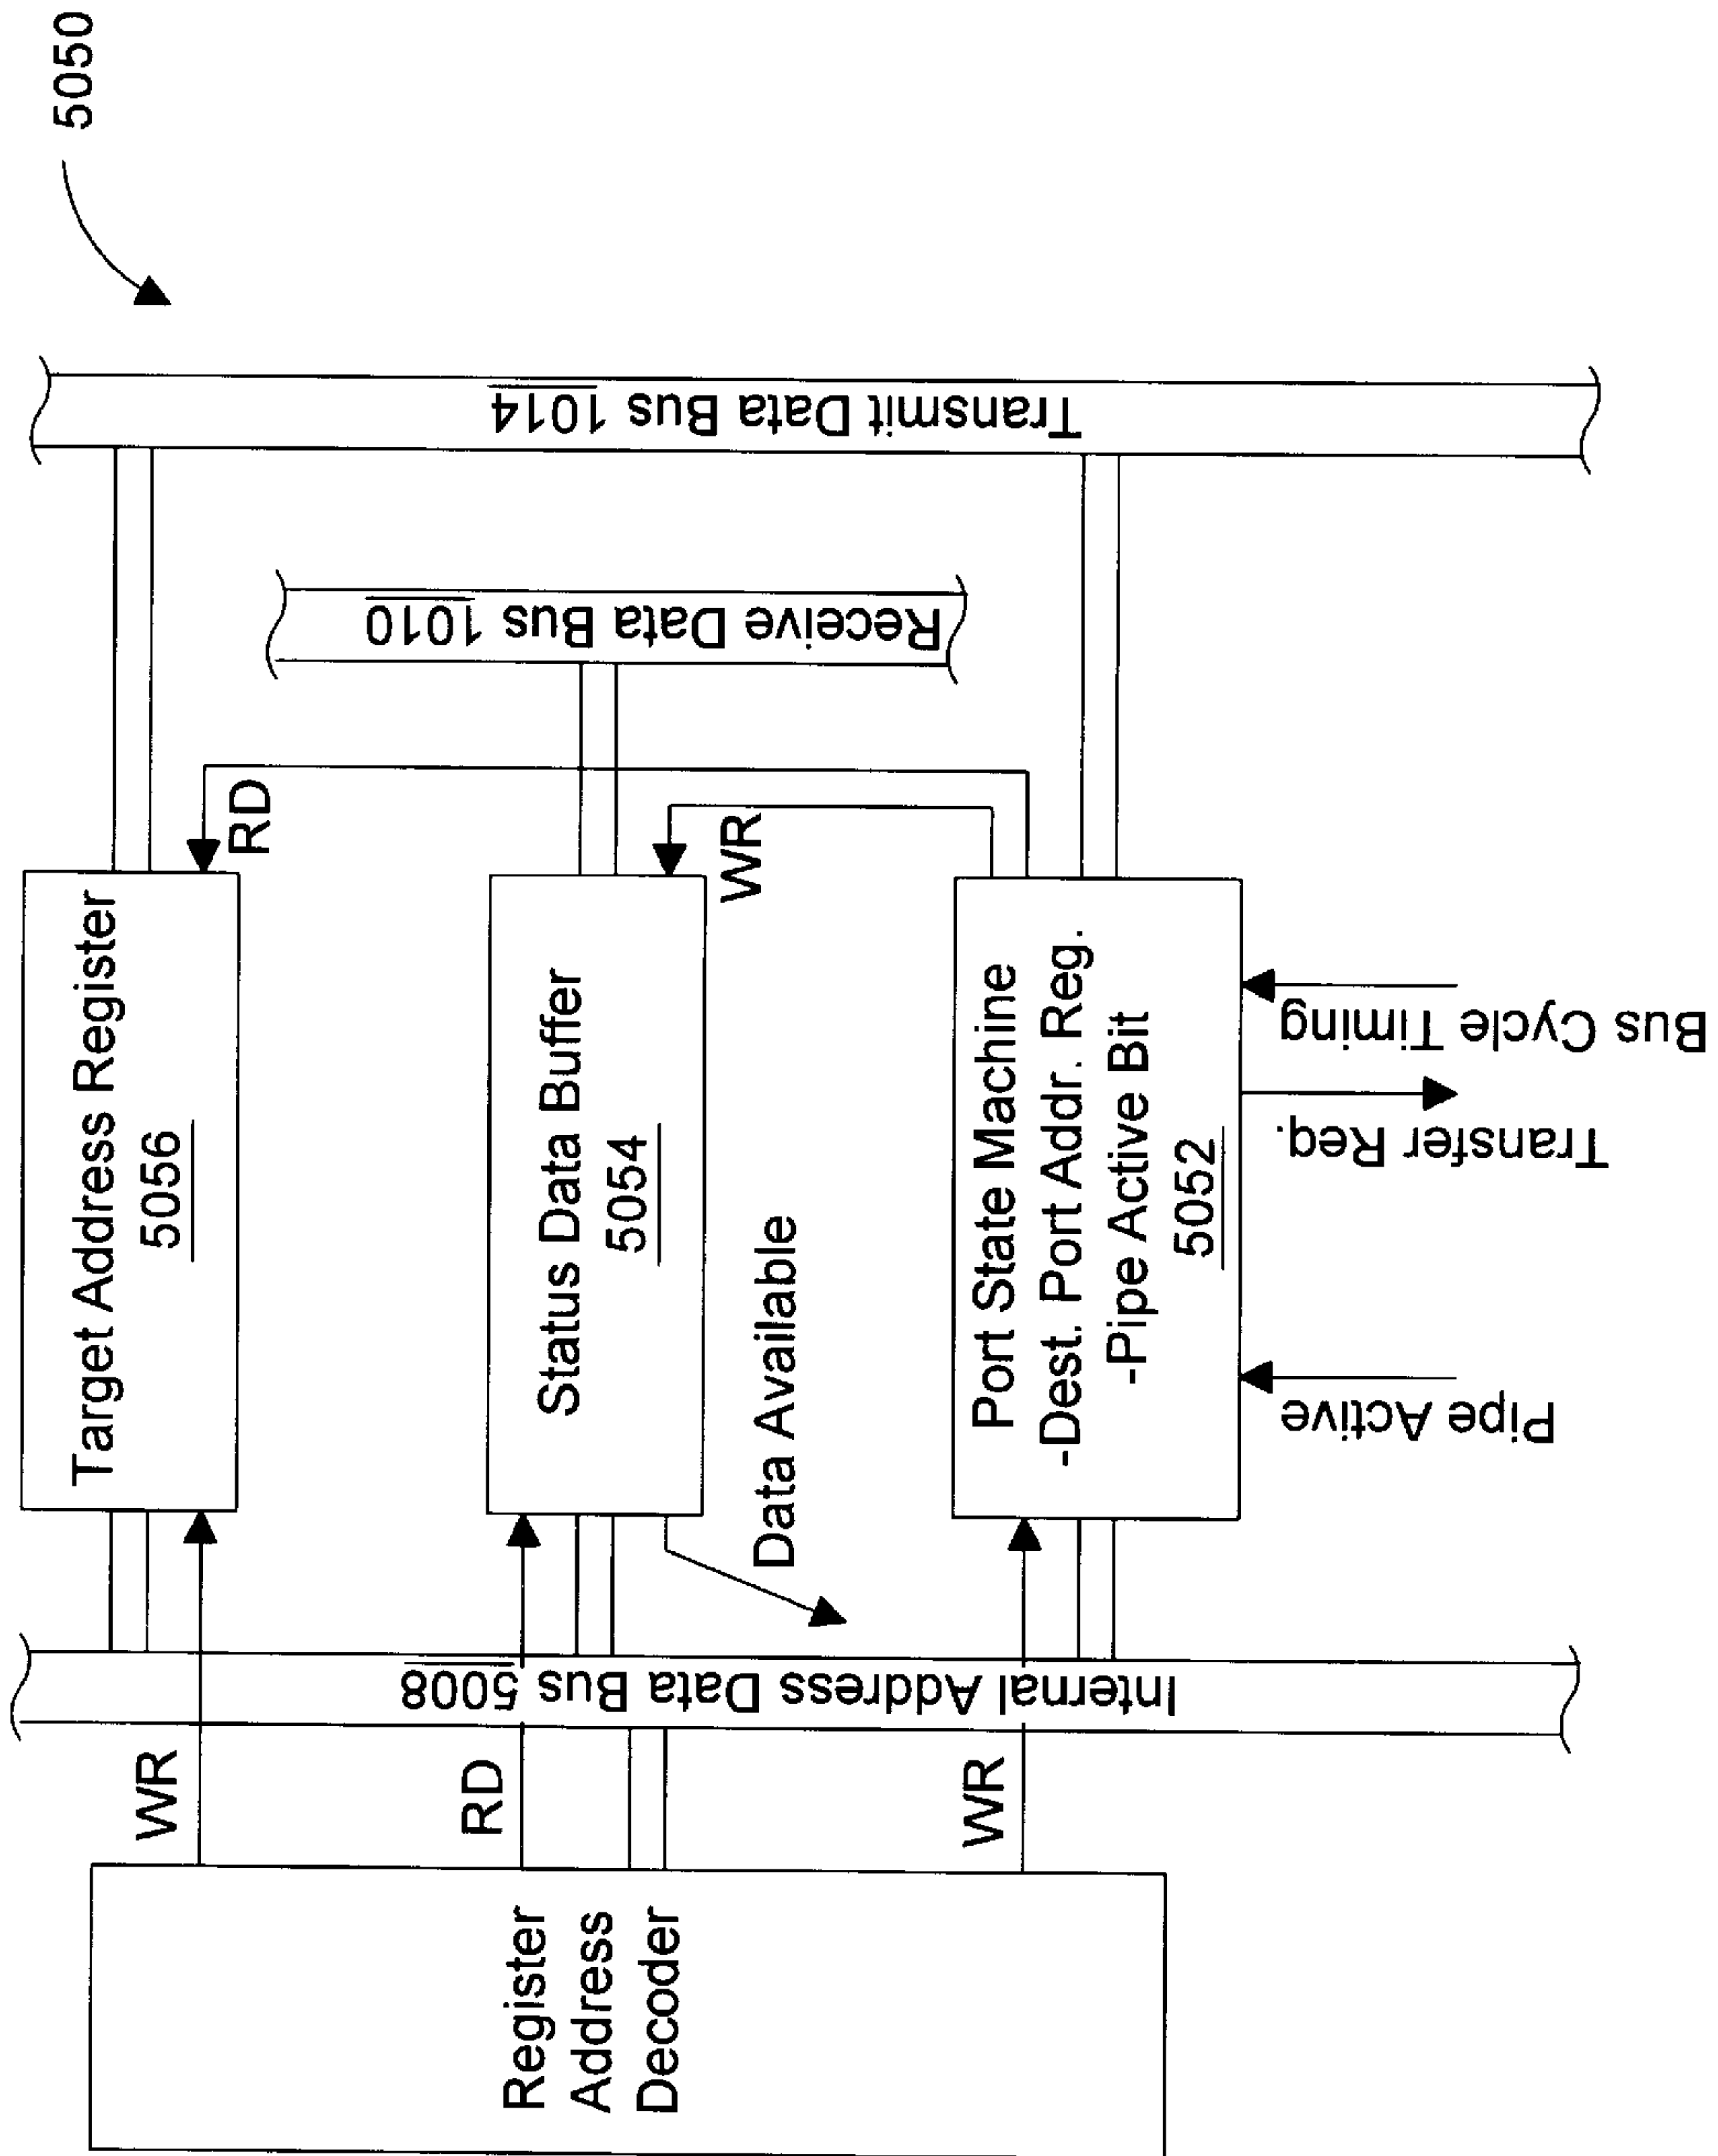 5050
Target Address Register
5056
Status Data Buffer
5054
Port State Machine
-Dest. Port Addr. Reg.
-Pipe Active Bit
5052
Register
Address
Decoder
WR
RD
WR
RD
WR
Data Available
Internal Address Data Bus 5008
Receive Data Bus 1010
Transmit Data Bus 1014
Pipe Active
Transfer Req.
Bus Cycle Timing